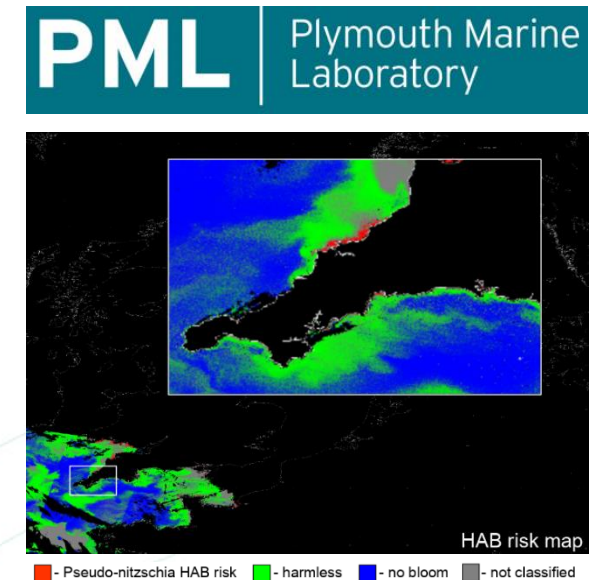 PML
Plymouth Marine
Laboratory
HAB risk map
- Pseudo-nitzschia HAB risk - harmless - no bloom - not classified